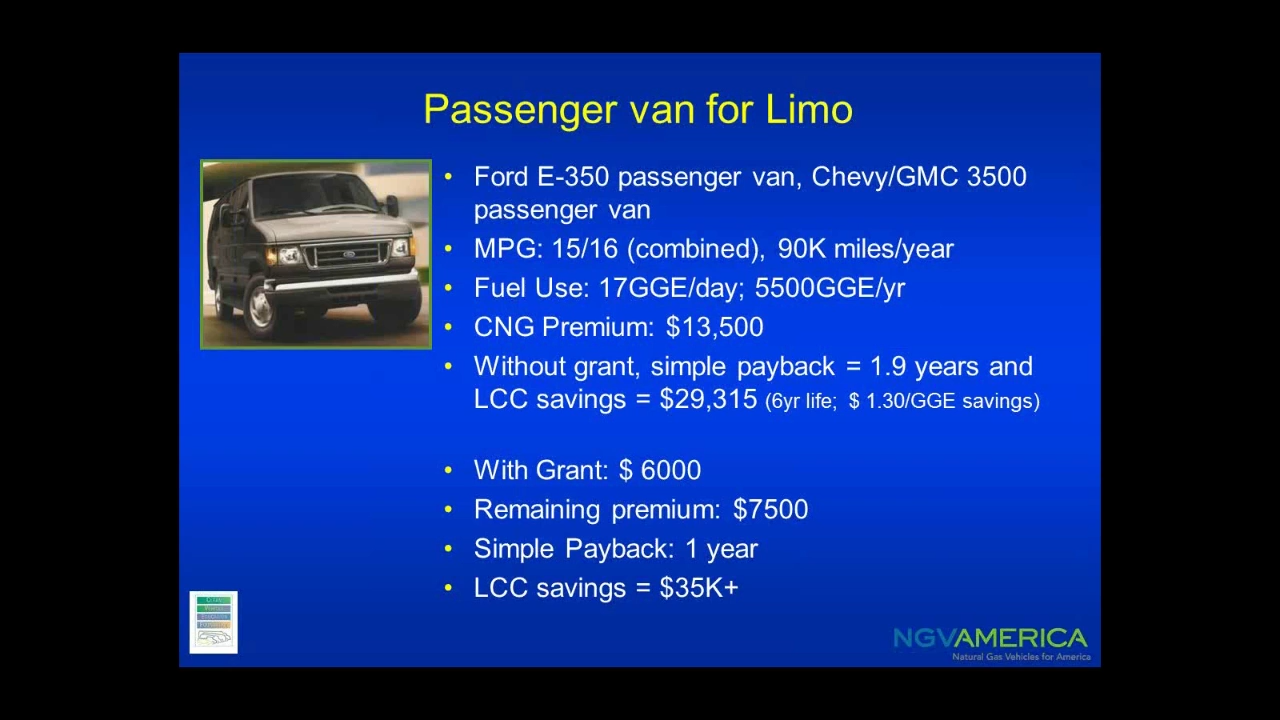 Passenger van for Limo
• Ford E-350 passenger van, Chevy/GMC 3500
passenger van
• MPG: 15/16 (combined), 90K miles/year
• Fuel Use: 17GGE/day; 5500GGE/yr
• CNG Premium: $13,500
• Without grant, simple payback = 1.9 years and
LCC savings = $29,315 (6yr life; $ 1.30/GGE savings)
• With Grant: $ 6000
• Remaining premium: $7500
• Simple Payback: 1 year
• LCC savings = $35K+
NGVAMERICA
Natural Gas Vehicles for America